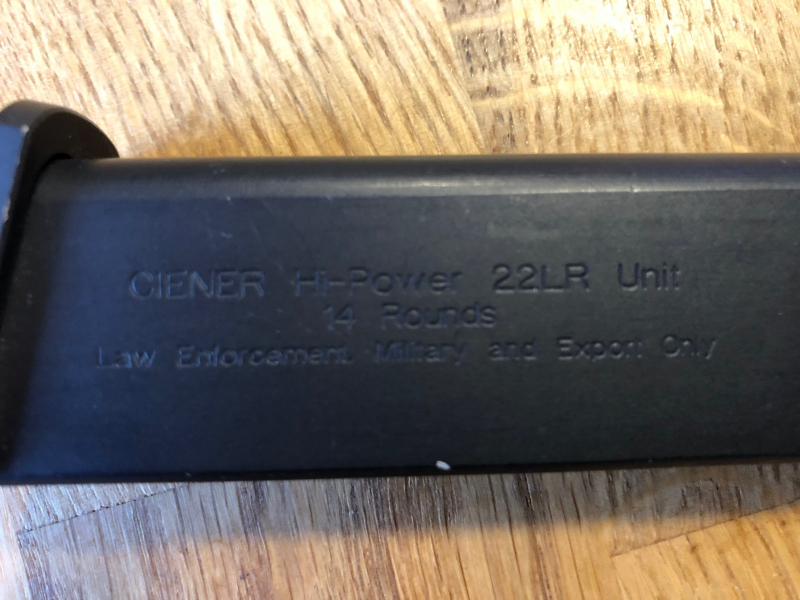 CIENER Hi-Power 22LR Unit
14 Rounds
Law Enforcement, Military and Export Only